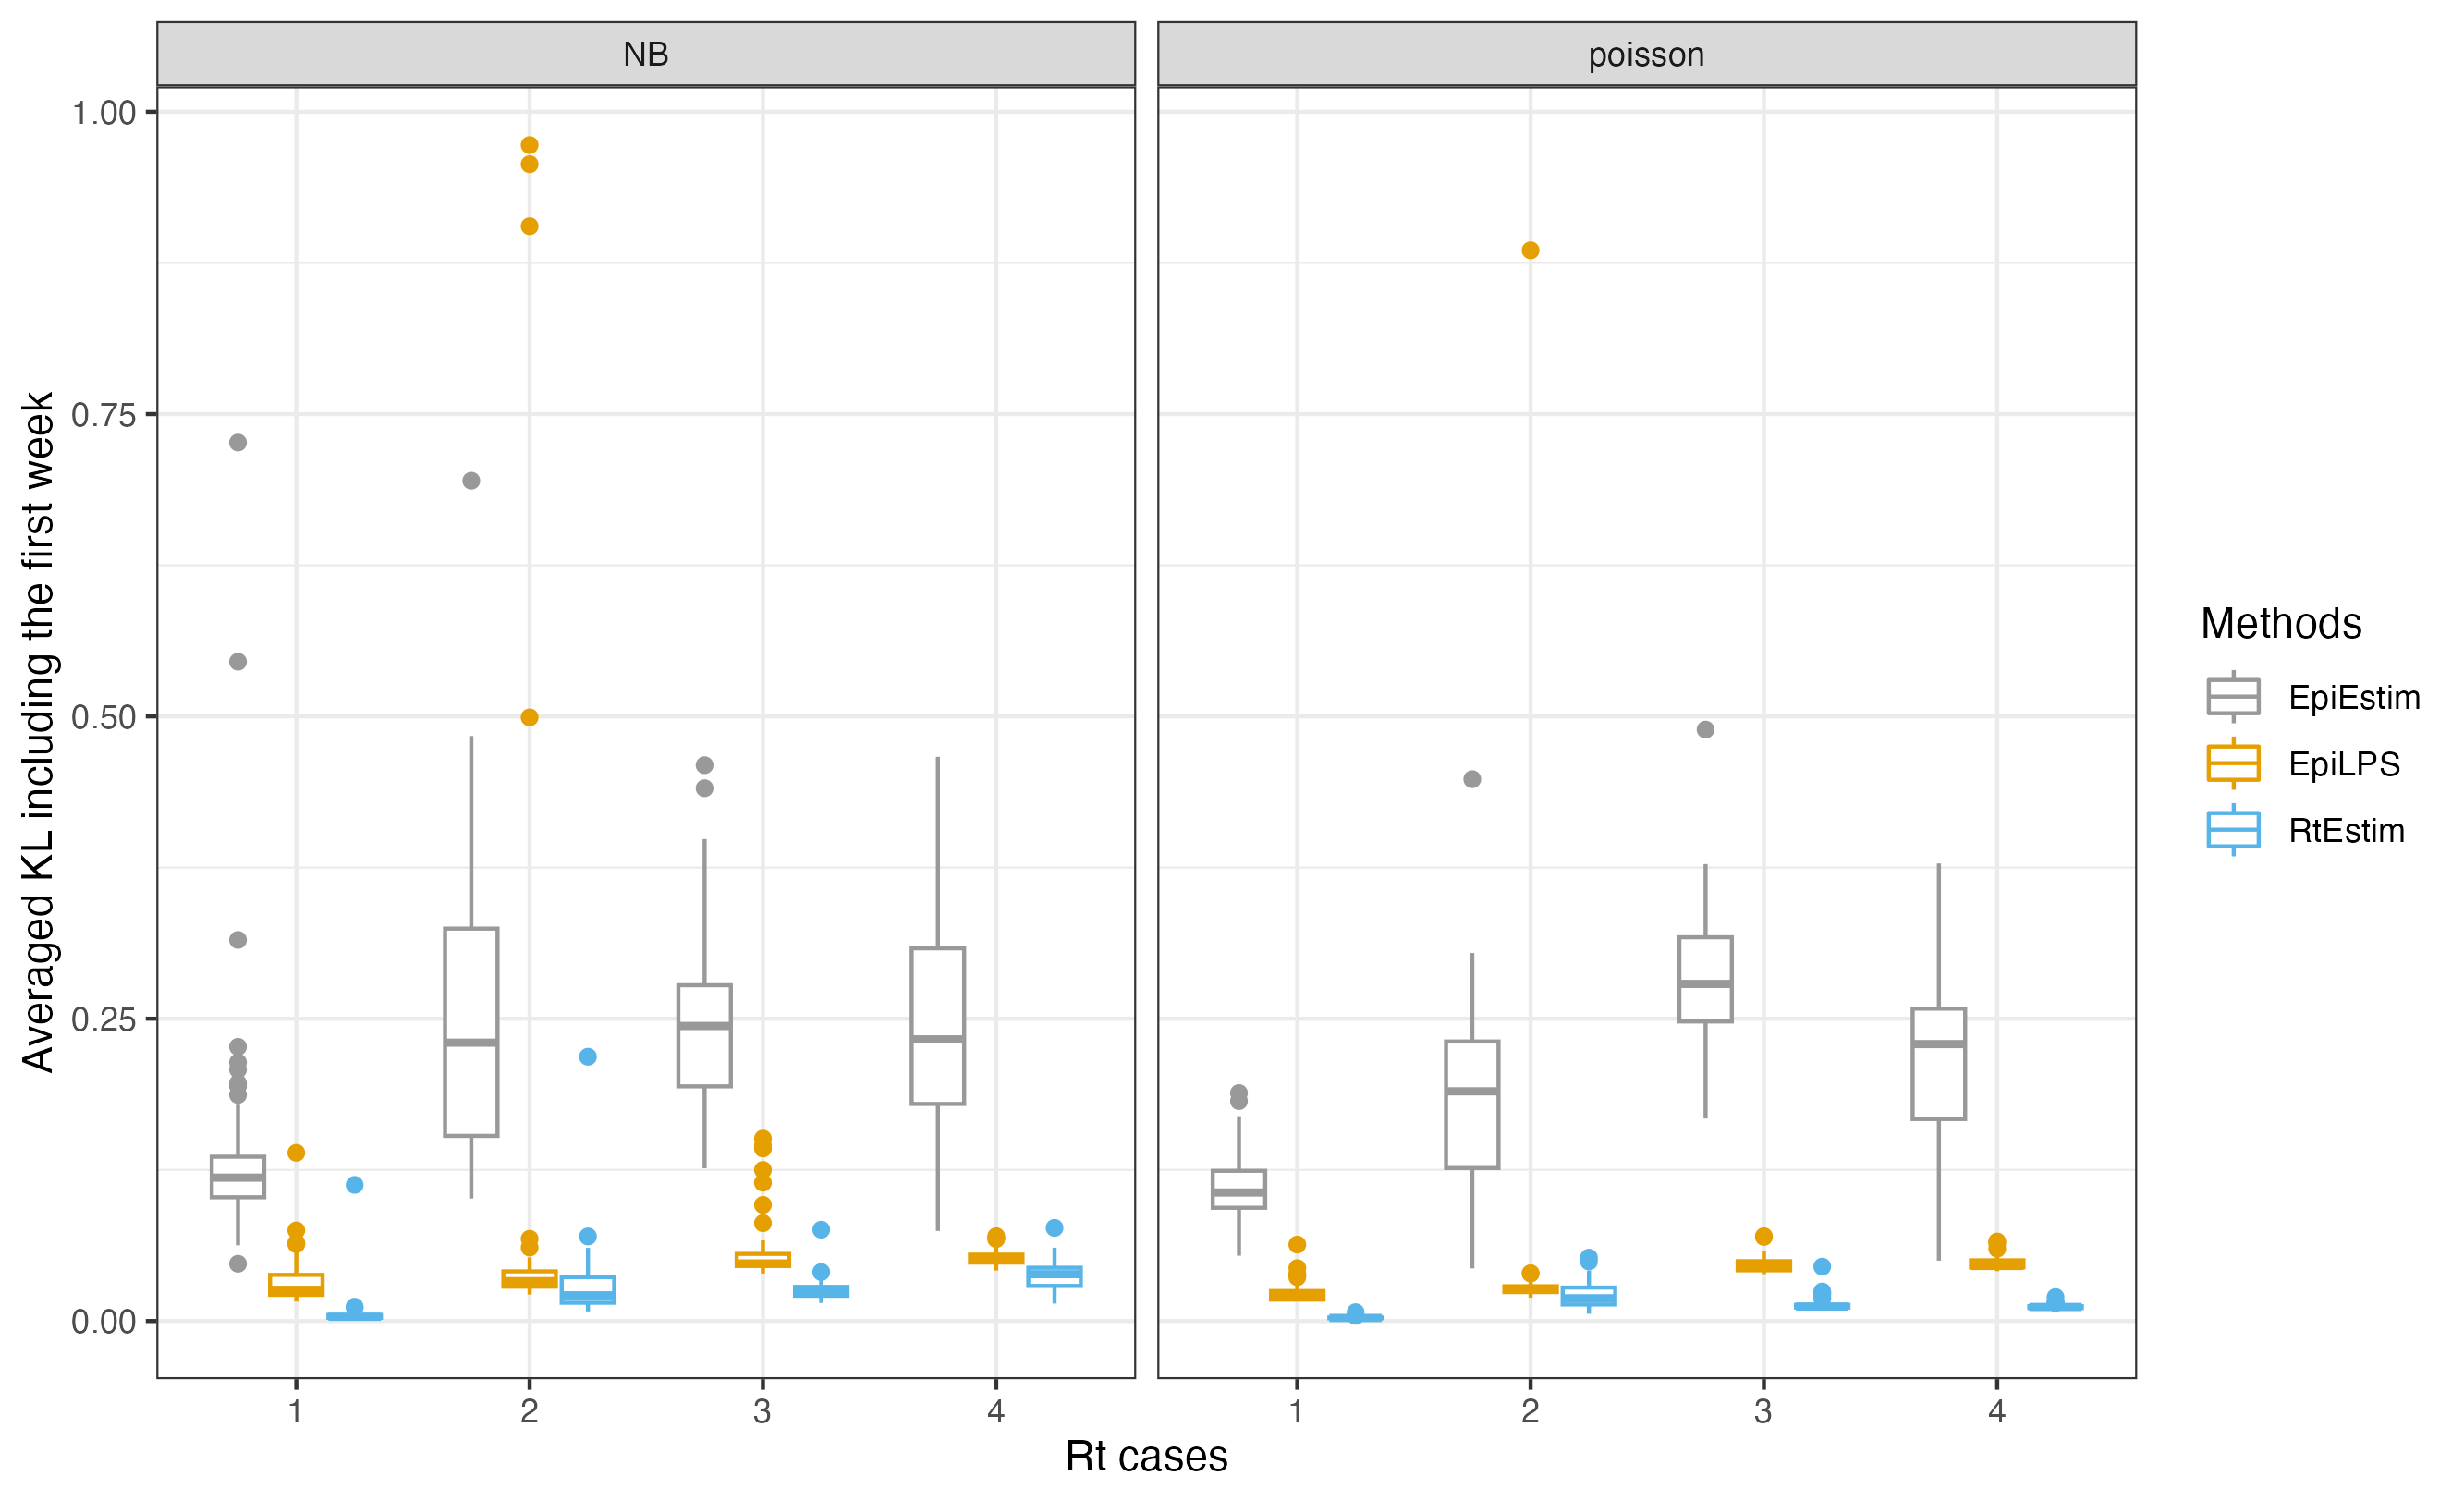 NB
poisson
1.00
0.75
0.50
0.25
0.00
Averaged KL including the first week
1 2 3 4
1 2 3 4
Rt cases
Methods
EpiEstim
EpiLPS
RtEstim